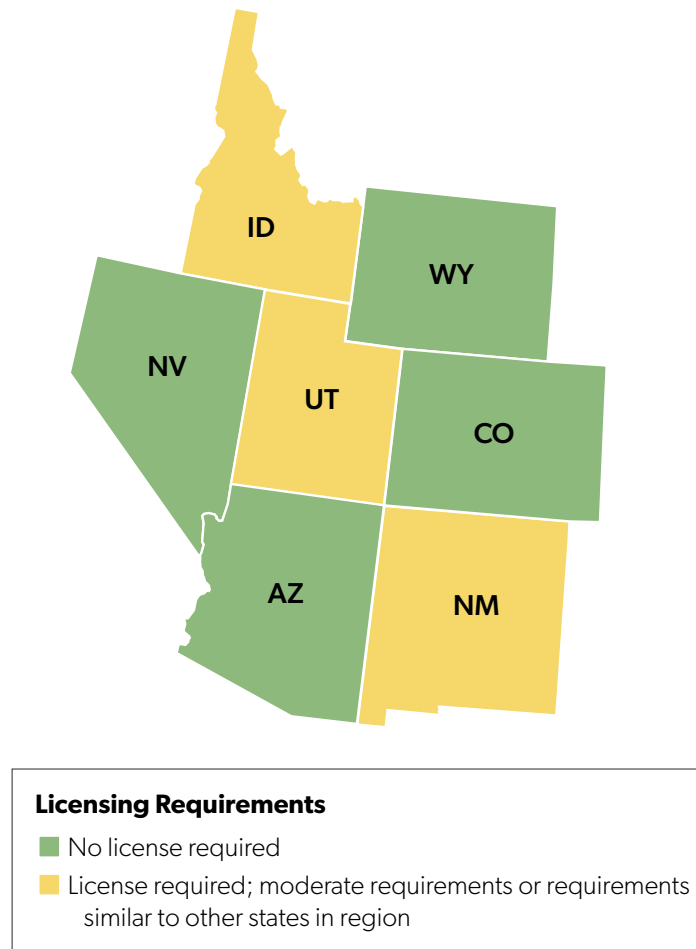 ID
WY
NV
UT
CO
AZ
NM
Licensing Requirements
No license required
License required; moderate requirements or requirements
similar to other states in region